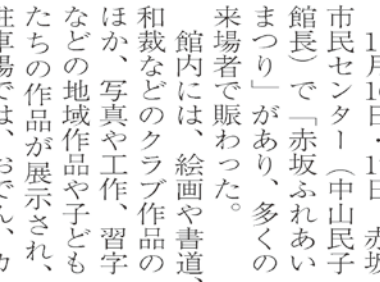 赤坂
市民センター（中山民子
館長）で「赤坂ふれあい
まつり」があり、多くの
来場者で賑わった。
館内には、絵画や書道、
和裁などのクラブ作品の
ほか、写真や工作、習字
などの地域作品や子ども
たちの作品が展示され、
駐車場では、おでん、カ